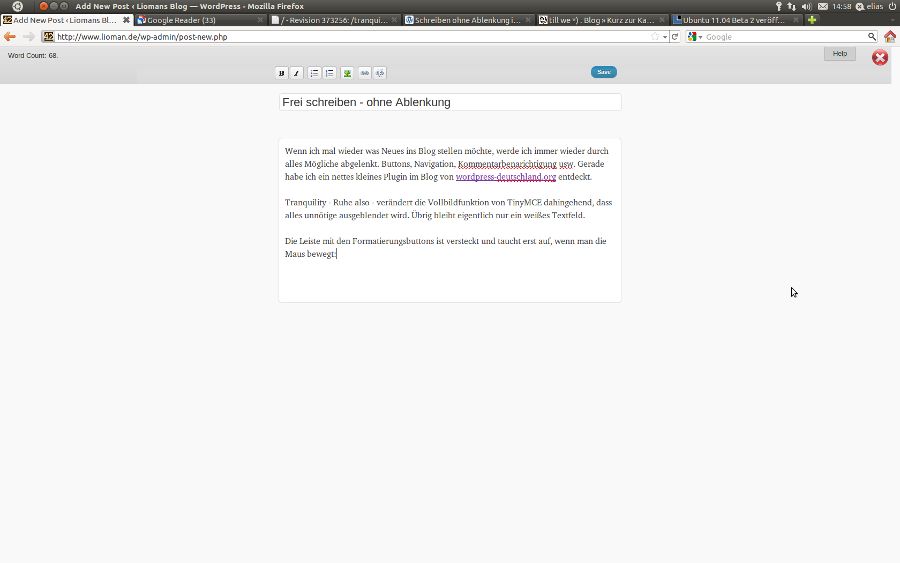 Add New Post ‹ Liomans Blog — WordPress - Mozilla Firefox
14:58
elias
Add New Post ‹ Liomans Bl...
Google Reader (33)
/ - Revision 373256: /tranqui...
Schreiben ohne Ablenkung i...
till we *) . Blog » Kurz zur Ka...
Ubuntu 11.04 Beta 2 veröff...
http://www.lioman.de/wp-admin/post-new.php
Google
Word Count: 68.
Help
B I
Save
Frei schreiben - ohne Ablenkung
Wenn ich mal wieder was Neues ins Blog stellen möchte, werde ich immer wieder durch
alles Mögliche abgelenkt. Buttons, Navigation, Kommentarbenarichtigung usw. Gerade
habe ich ein nettes kleines Plugin im Blog von wordpress-deutschland.org entdeckt.
Tranquility - Ruhe also - verändert die Vollbildfunktion von TinyMCE dahingehend, dass
alles unnötige ausgeblendet wird. Übrig bleibt eigentlich nur ein weißes Textfeld.
Die Leiste mit den Formatierungsbuttons ist versteckt und taucht erst auf, wenn man die
Maus bewegt: